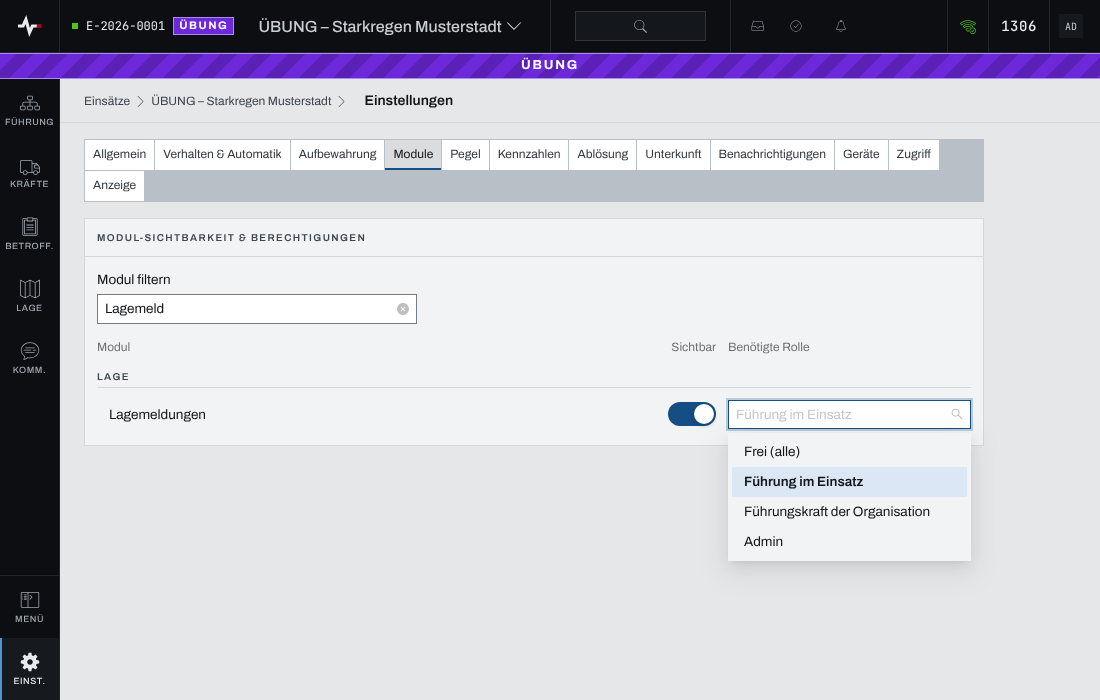 E-2026-0001 ÜBUNG ÜBUNG – Starkregen Musterstadt 1306 AD
ÜBUNG
FÜHRUNG
KRÄFTE
BETROFF.
LAGE
KOMM.
MENÜ
EINST.
Einsätze ÜBUNG – Starkregen Musterstadt Einstellungen
Allgemein Verhalten & Automatik Aufbewahrung Module Pegel Kennzahlen Ablösung Unterkunft Benachrichtigungen Geräte Zugriff
Anzeige
MODUL-SICHTBARKEIT & BERECHTIGUNGEN
Modul filtern
Lagemeld
Modul Sichtbar Benötigte Rolle
LAGE
Lagemeldungen Führung im Einsatz
Frei (alle)
Führung im Einsatz
Führungskraft der Organisation
Admin